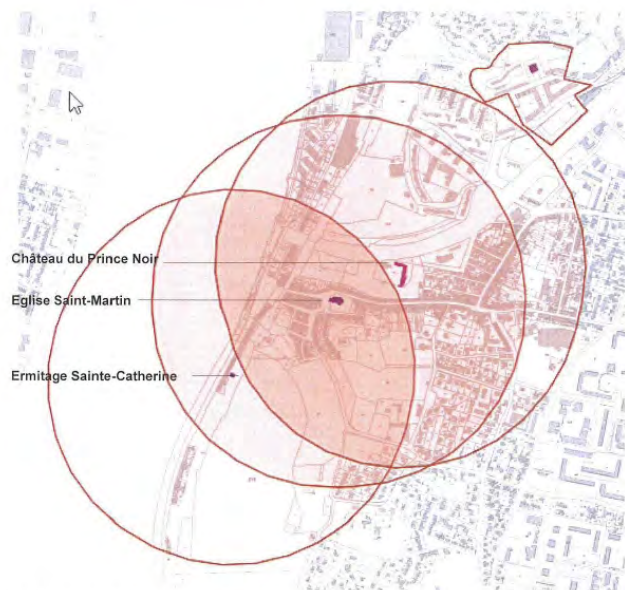 Château du Prince Noir
Eglise Saint-Martin
Ermitage Sainte-Catherine